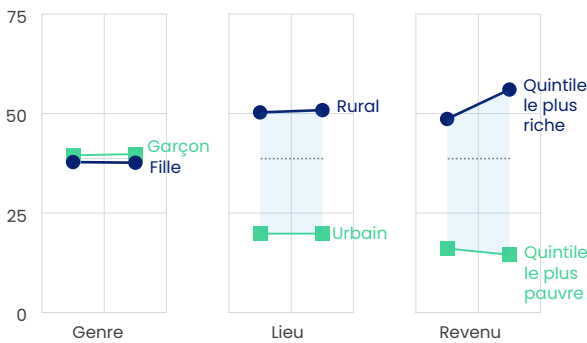 75
50
25
0
Garçon
Fille
Genre
Rural
Urbain
Lieu
Quintile
le plus
riche
Quintile
le plus
pauvre
Revenu